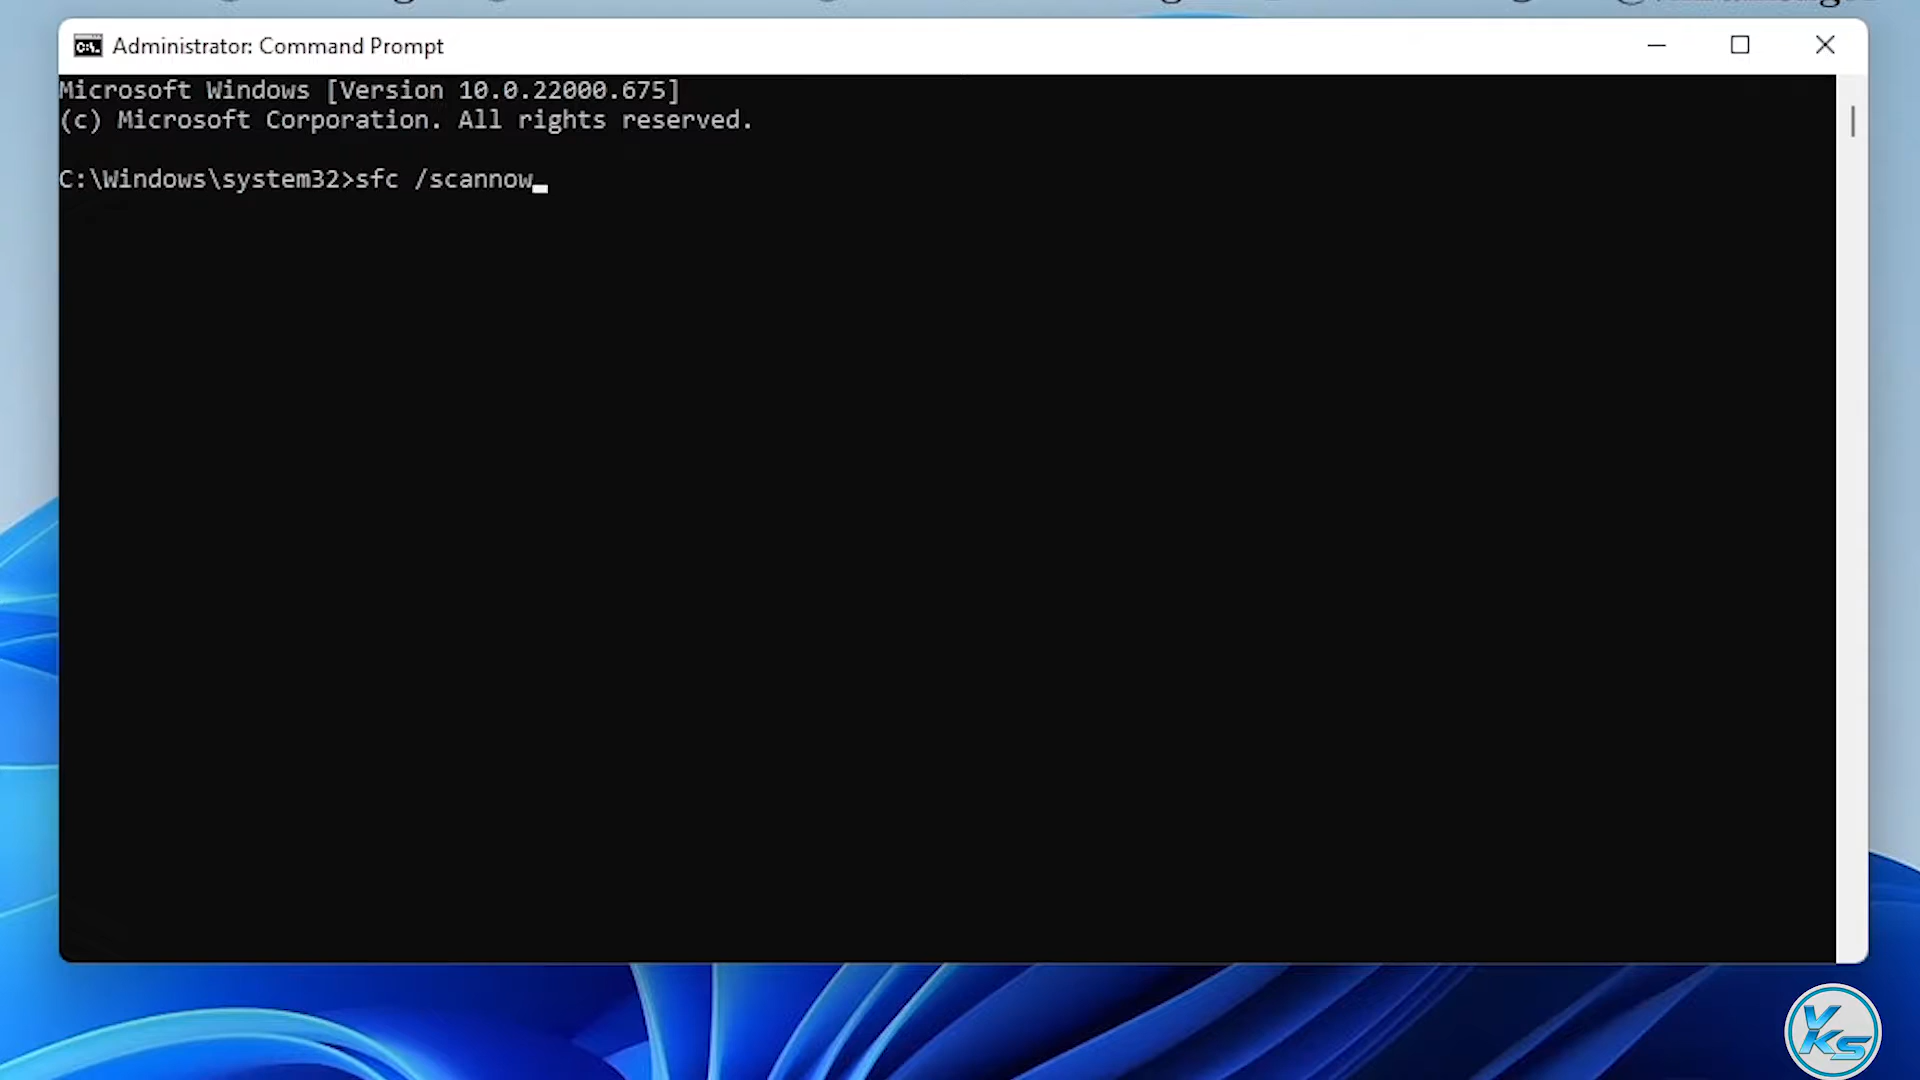 Administrator: Command Prompt
Microsoft Windows [Version 10.0.22000.675]
(c) Microsoft Corporation. All rights reserved.
C:\Windows\system32>sfc /scannow
VKS